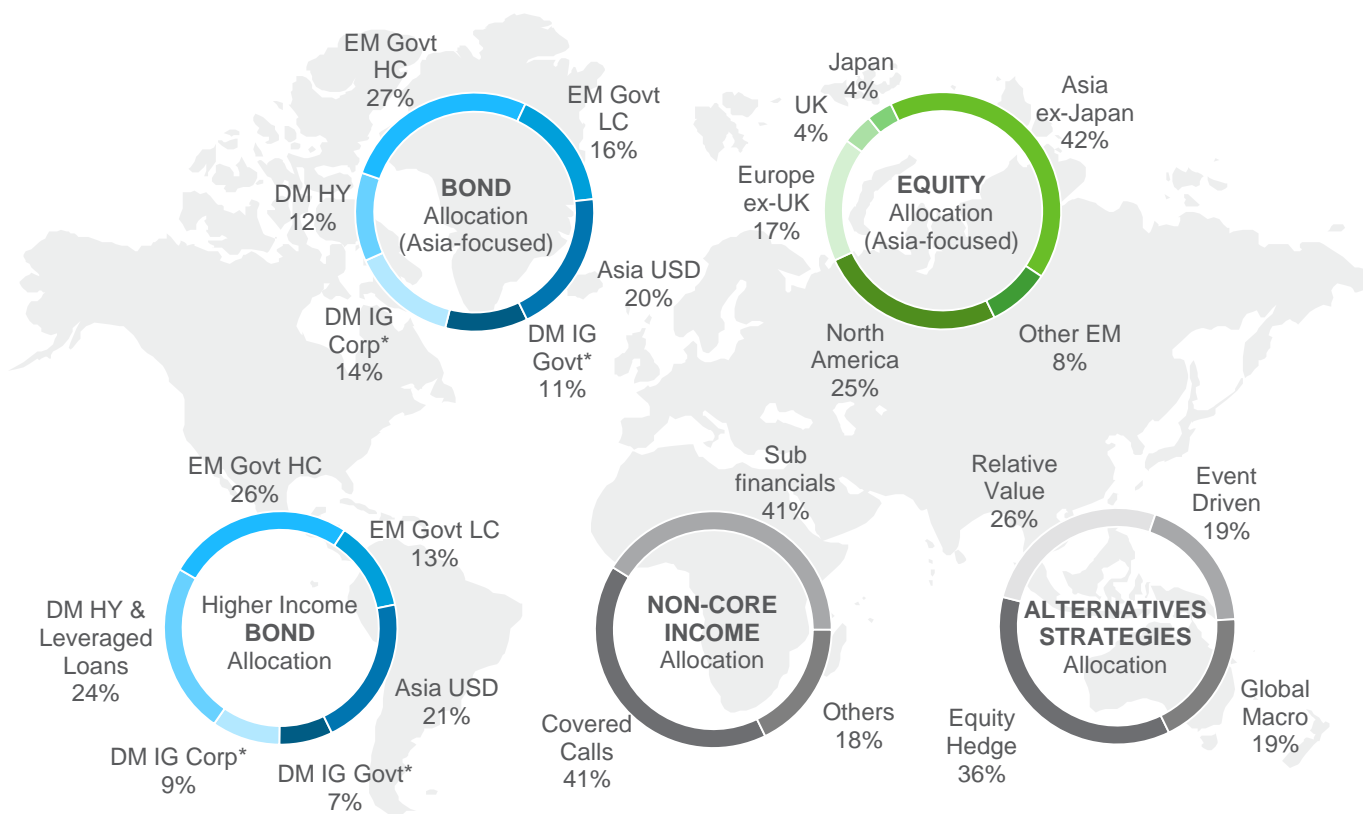 EM Govt
HC
27%
EM Govt
LC
16%
DM HY
12%
BOND
Allocation
(Asia-focused)
Asia USD
20%
DM IG
Corp*
14%
DM IG
Govt*
11%
Japan
4%
UK
4%
Asia
ex-Japan
42%
Europe
ex-UK
17%
EQUITY
Allocation
(Asia-focused)
North
America
25%
Other EM
8%
EM Govt HC
26%
EM Govt LC
13%
DM HY &
Leveraged
Loans
24%
Higher Income
BOND
Allocation
Asia USD
21%
DM IG Corp*
9%
DM IG Govt*
7%
Sub
financials
41%
NON-CORE
INCOME
Allocation
Covered
Calls
41%
Others
18%
Relative
Value
26%
Event
Driven
19%
ALTERNATIVES
STRATEGIES
Allocation
Equity
Hedge
36%
Global
Macro
19%